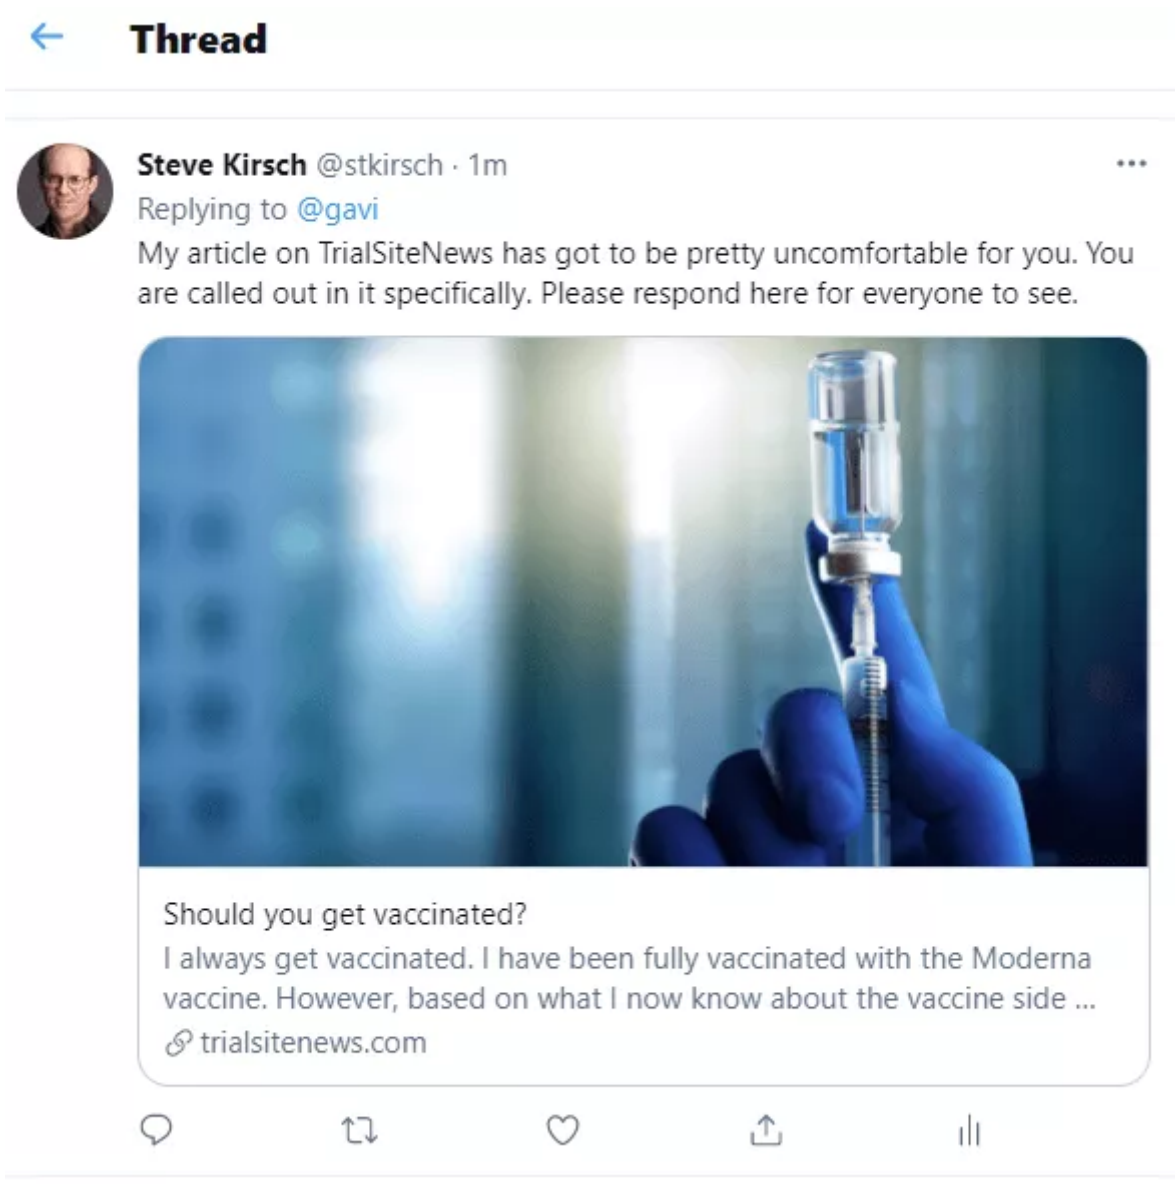 Thread
Steve Kirsch @stkirsch · 1m
Replying to @gavi
My article on TrialSiteNews has got to be pretty uncomfortable for you. You
are called out in it specifically. Please respond here for everyone to see.
Should you get vaccinated?
I always get vaccinated. I have been fully vaccinated with the Moderna
vaccine. However, based on what I now know about the vaccine side ...
trialsitenews.com